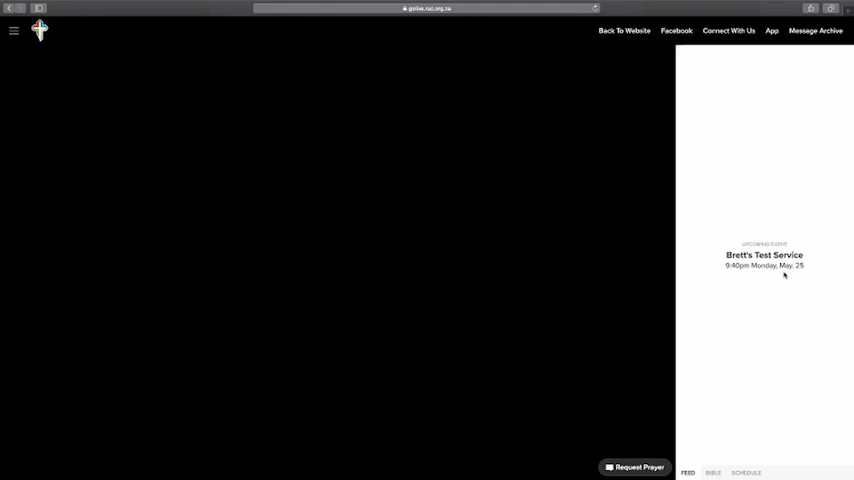 golive.ruc.org.za
Back To Website Facebook Connect With Us App Message Archive
UPCOMING EVENT
Brett's Test Service
9:40pm Monday, May. 25
Request Prayer
FEED BIBLE SCHEDULE